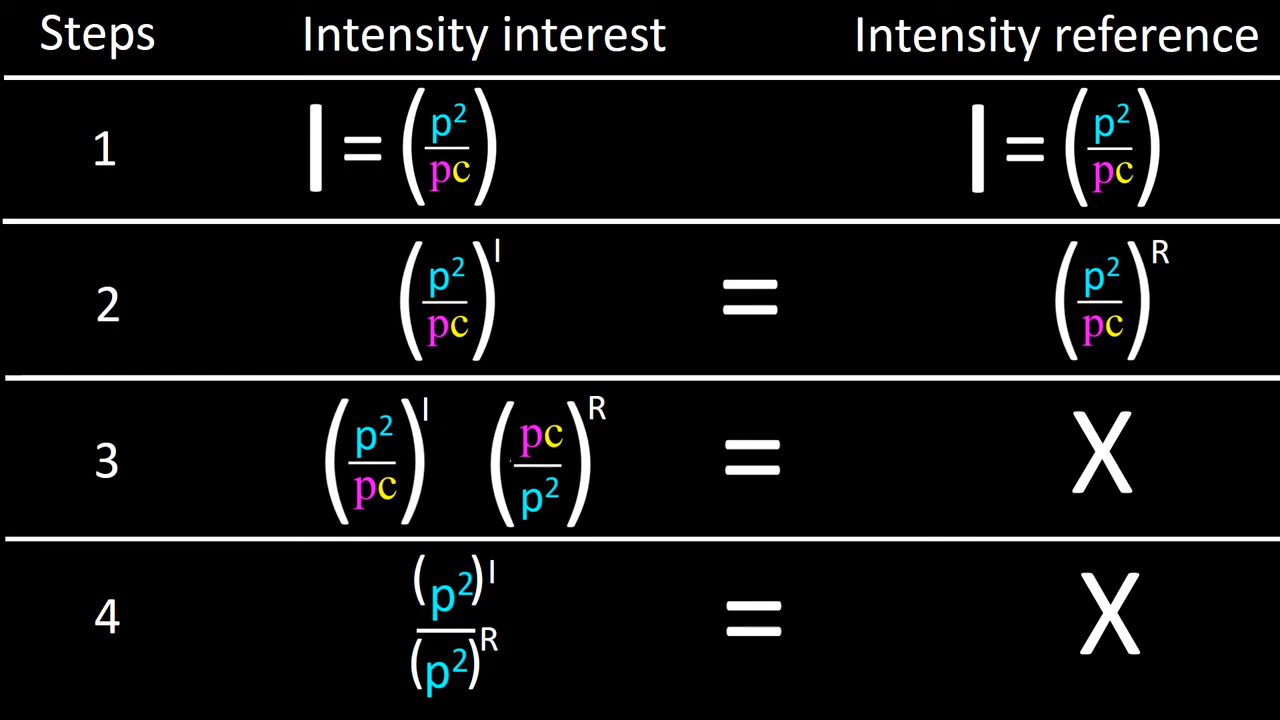 Steps Intensity interest Intensity reference
1 I = (p²/pc) I = (p²/pc)
2 (p²/pc)ᴵ = (p²/pc)ᴿ
3 (p²/pc)ᴵ (pc/p²)ᴿ = X
4 (p²)ᴵ/(p²)ᴿ = X